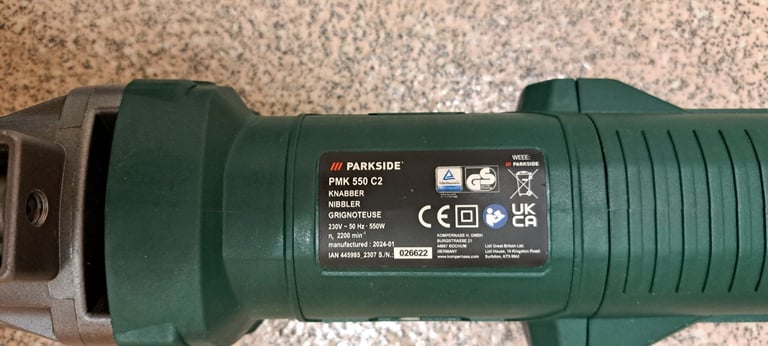 /// PARKSIDE®
PMK 550 C2
KNABBER
NIBBLER
GRIGNOTEUSE
230V ~ 50 Hz · 550W
n₀ 2200 min⁻¹
manufactured : 2024-01
IAN 445985_2307 S./N.: 026622
GS
CE
UK
CA
WEEE:
/// PARKSIDE
KOMPERNASS H. GMBH
BURGSTRASSE 21
44867 BOCHUM
GERMANY
www.kompernass.com
Lidl Great Britain Ltd.
Lidl House, 14 Kingston Road
Surbiton, KT5 9NU